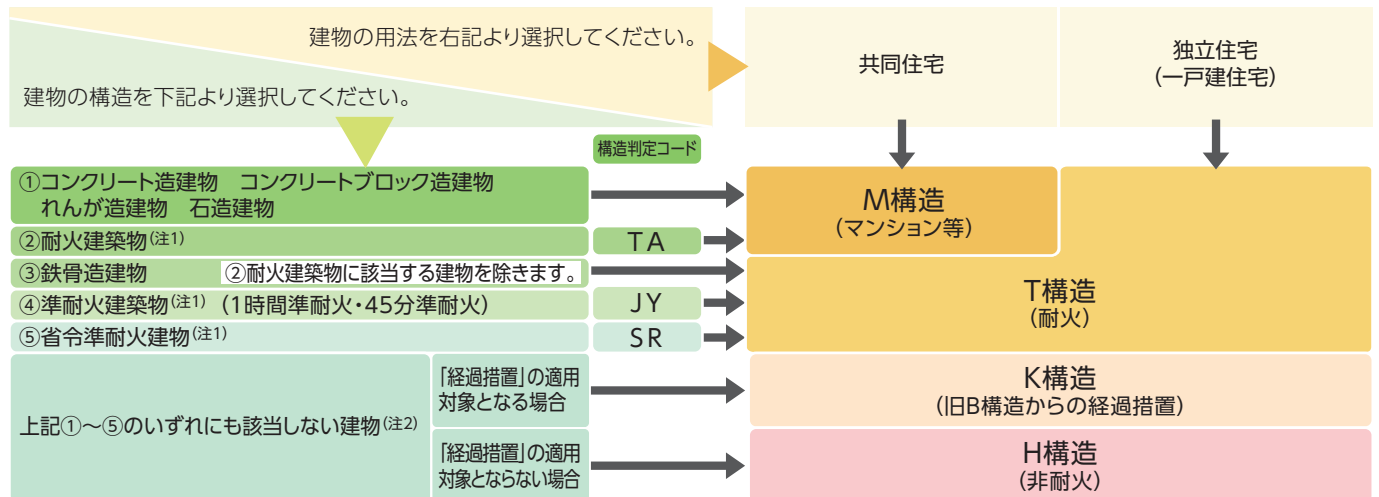 建物の用法を右記より選択してください。
建物の構造を下記より選択してください。
共同住宅
独立住宅
(一戸建住宅)
構造判定コード
①コンクリート造建物　コンクリートブロック造建物
れんが造建物　石造建物
M構造
(マンション等)
②耐火建築物(注1)
TA
③鉄骨造建物　②耐火建築物に該当する建物を除きます。
④準耐火建築物(注1)（1時間準耐火・45分準耐火）
JY
⑤省令準耐火建物(注1)
SR
T構造
(耐火)
上記①〜⑤のいずれにも該当しない建物(注2)
「経過措置」の適用
対象となる場合
K構造
(旧B構造からの経過措置)
「経過措置」の適用
対象とならない場合
H構造
(非耐火)